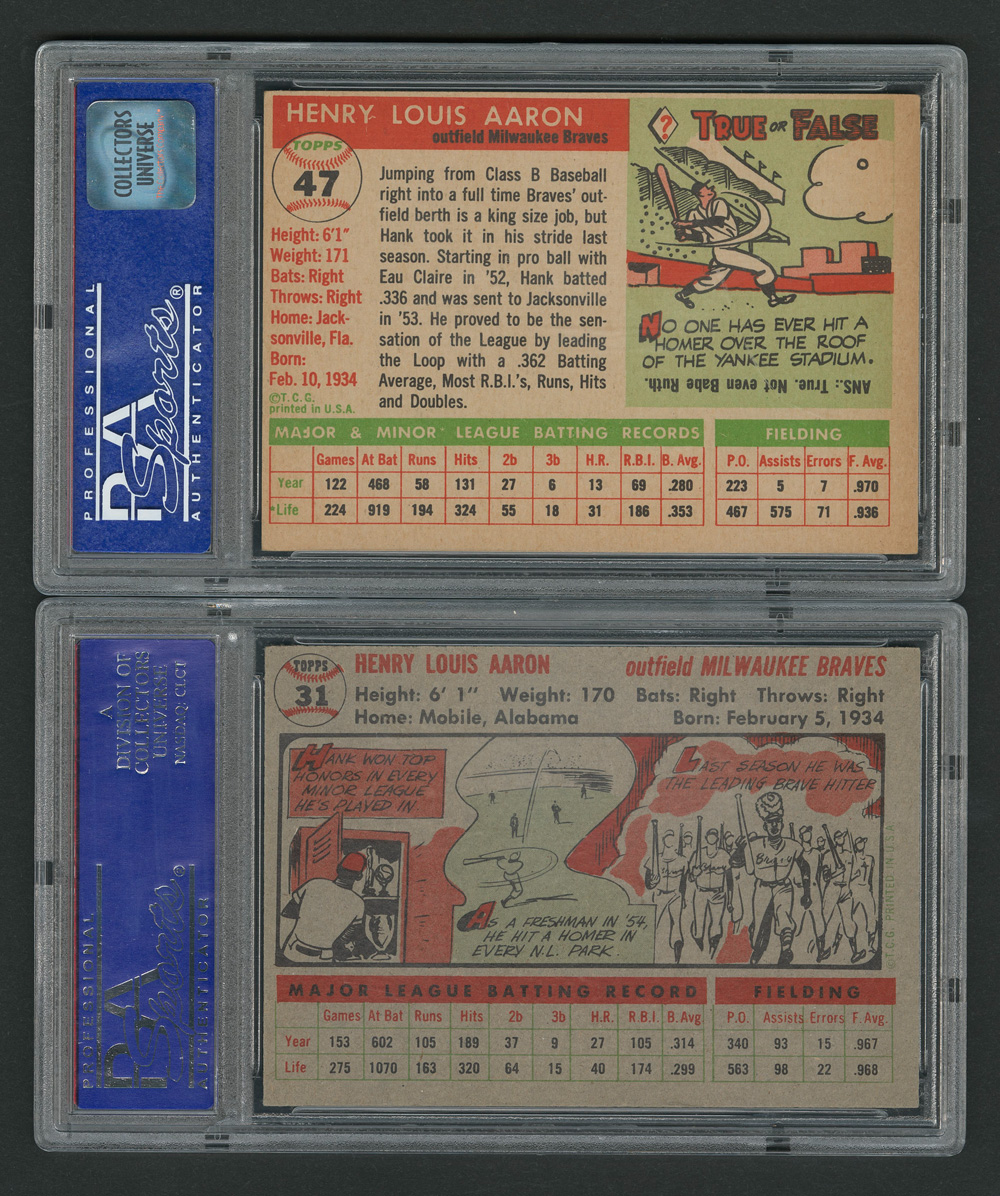 COLLECTORS
UNIVERSE
PROFESSIONAL
PSA
Sports®
AUTHENTICATOR
HENRY LOUIS AARON
outfield Milwaukee Braves
TOPPS
47
Height: 6'1"
Weight: 171
Bats: Right
Throws: Right
Home: Jack-
sonville, Fla.
Born:
Feb. 10, 1934
©T.C.G.
printed in U.S.A.
Jumping from Class B Baseball
right into a full time Braves' out-
field berth is a king size job, but
Hank took it in his stride last
season. Starting in pro ball with
Eau Claire in '52, Hank batted
.336 and was sent to Jacksonville
in '53. He proved to be the sen-
sation of the League by leading
the Loop with a .362 Batting
Average, Most R.B.I.'s, Runs, Hits
and Doubles.
? TRUE OR FALSE
NO ONE HAS EVER HIT A
HOMER OVER THE ROOF
OF THE YANKEE STADIUM.
ANS.: True. Not even Babe Ruth.
MAJOR & MINOR LEAGUE BATTING RECORDS FIELDING
Games At Bat Runs Hits 2b 3b H.R. R.B.I. B. Avg. P.O. Assists Errors F. Avg.
Year 122 468 58 131 27 6 13 69 .280 223 5 7 .970
*Life 224 919 194 324 55 18 31 186 .353 467 575 71 .936
A
DIVISION OF
COLLECTORS
UNIVERSE
NASDAQ: CLCT
PROFESSIONAL
PSA
Sports®
AUTHENTICATOR
TOPPS
31
HENRY LOUIS AARON outfield MILWAUKEE BRAVES
Height: 6' 1" Weight: 170 Bats: Right Throws: Right
Home: Mobile, Alabama Born: February 5, 1934
HANK WON TOP
HONORS IN EVERY
MINOR LEAGUE
HE'S PLAYED IN.
AS A FRESHMAN IN '54,
HE HIT A HOMER IN
EVERY N.L. PARK.
LAST SEASON HE WAS
THE LEADING BRAVE HITTER
Braves
©T.C.G. PRINTED IN U.S.A.
MAJOR LEAGUE BATTING RECORD FIELDING
Games At Bat Runs Hits 2b 3b H.R. R.B.I. B. Avg. P.O. Assists Errors F. Avg.
Year 153 602 105 189 37 9 27 105 .314 340 93 15 .967
Life 275 1070 163 320 64 15 40 174 .299 563 98 22 .968